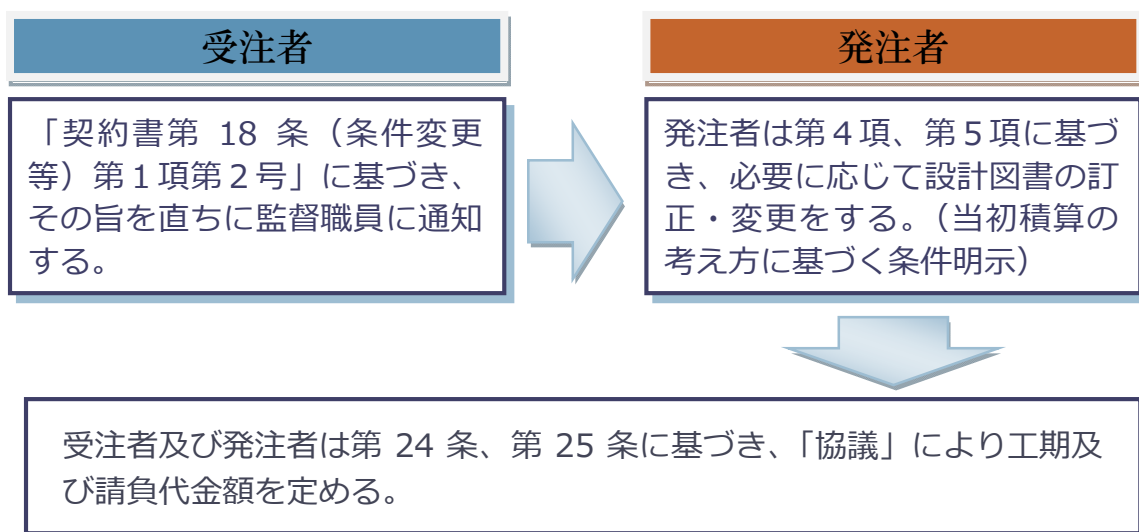 受注者
発注者
「契約書第 18 条（条件変更
等）第１項第２号」に基づき、
その旨を直ちに監督職員に通知
する。
発注者は第４項、第５項に基づ
き、必要に応じて設計図書の訂
正・変更をする。（当初積算の
考え方に基づく条件明示）
受注者及び発注者は第 24 条、第 25 条に基づき、「協議」により工期及
び請負代金額を定める。